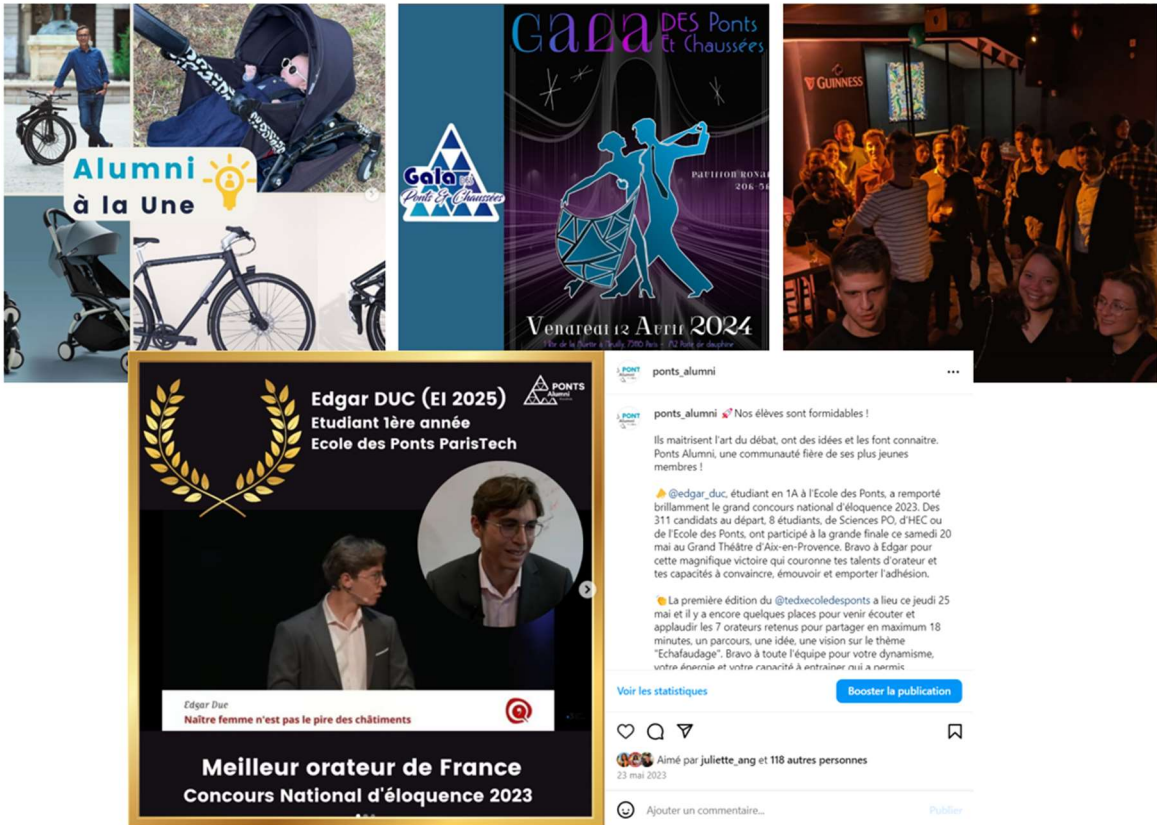 Alumni
à la Une
Gala DES Ponts
Et Chaussées
Gala des
Ponts & Chaussées
PAVILLON
20h-5h
Vendredi 12 Avril 2024
GUINNESS
Edgar DUC (EI 2025)
Etudiant 1ère année
Ecole des Ponts ParisTech
PONTS
Alumni
Edgar Duc
Naître femme n'est pas le pire des châtiments
Meilleur orateur de France
Concours National d'éloquence 2023
ponts_alumni
ponts_alumni 🚀 Nos élèves sont formidables !
Ils maitrisent l'art du débat, ont des idées et les font connaitre.
Ponts Alumni, une communauté fière de ses plus jeunes
membres !
@edgar_duc, étudiant en 1A à l'Ecole des Ponts, a remporté
brillamment le grand concours national d'éloquence 2023. Des
311 candidats au départ, 8 étudiants, de Sciences PO, d'HEC ou
de l'Ecole des Ponts, ont participé à la grande finale ce samedi 20
mai au Grand Théâtre d'Aix-en-Provence. Bravo à Edgar pour
cette magnifique victoire qui couronne tes talents d'orateur et
tes capacités à convaincre, émouvoir et emporter l'adhésion.
La première édition du @tedxecoledesponts a lieu ce jeudi 25
mai et il y a encore quelques places pour venir écouter et
applaudir les 7 orateurs retenus pour partager en maximum 18
minutes, un parcours, une idée, une vision sur le thème
"Echafaudage". Bravo à toute l'équipe pour votre dynamisme,
votre énergie et votre capacité à entrainer qui a permis
Voir les statistiques
Booster la publication
Aimé par juliette_ang et 118 autres personnes
23 mai 2023
Ajouter un commentaire...
Publier